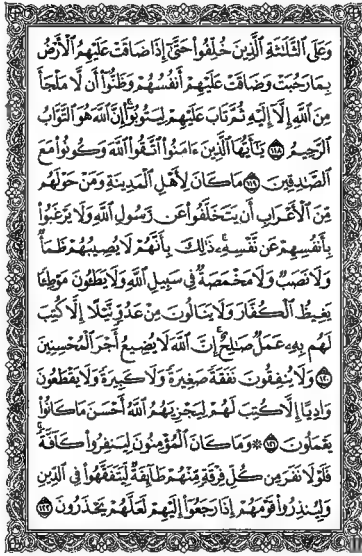 وَعَلَى ٱلثَّلَٰثَةِ ٱلَّذِينَ خُلِّفُوا۟ حَتَّىٰٓ إِذَا ضَاقَتْ عَلَيْهِمُ ٱلْأَرْضُ
بِمَا رَحُبَتْ وَضَاقَتْ عَلَيْهِمْ أَنفُسُهُمْ وَظَنُّوٓا۟ أَن لَّا مَلْجَأَ
مِنَ ٱللَّهِ إِلَّآ إِلَيْهِ ثُمَّ تَابَ عَلَيْهِمْ لِيَتُوبُوٓا۟ۚ إِنَّ ٱللَّهَ هُوَ ٱلتَّوَّابُ
ٱلرَّحِيمُ ١١٨ يَٰٓأَيُّهَا ٱلَّذِينَ ءَامَنُوا۟ ٱتَّقُوا۟ ٱللَّهَ وَكُونُوا۟ مَعَ
ٱلصَّٰدِقِينَ ١١٩ مَا كَانَ لِأَهْلِ ٱلْمَدِينَةِ وَمَنْ حَوْلَهُم
مِّنَ ٱلْأَعْرَابِ أَن يَتَخَلَّفُوا۟ عَن رَّسُولِ ٱللَّهِ وَلَا يَرْغَبُوا۟
بِأَنفُسِهِمْ عَن نَّفْسِهِۦۚ ذَٰلِكَ بِأَنَّهُمْ لَا يُصِيبُهُمْ ظَمَأٌ
وَلَا نَصَبٌ وَلَا مَخْمَصَةٌ فِى سَبِيلِ ٱللَّهِ وَلَا يَطَـُٔونَ مَوْطِئًا
يَغِيظُ ٱلْكُفَّارَ وَلَا يَنَالُونَ مِنْ عَدُوٍّ نَّيْلًا إِلَّا كُتِبَ
لَهُم بِهِۦ عَمَلٌ صَٰلِحٌۚ إِنَّ ٱللَّهَ لَا يُضِيعُ أَجْرَ ٱلْمُحْسِنِينَ
١٢٠ وَلَا يُنفِقُونَ نَفَقَةً صَغِيرَةً وَلَا كَبِيرَةً وَلَا يَقْطَعُونَ
وَادِيًا إِلَّا كُتِبَ لَهُمْ لِيَجْزِيَهُمُ ٱللَّهُ أَحْسَنَ مَا كَانُوا۟
يَعْمَلُونَ ١٢١ ۞ وَمَا كَانَ ٱلْمُؤْمِنُونَ لِيَنفِرُوا۟ كَآفَّةًۚ
فَلَوْلَا نَفَرَ مِن كُلِّ فِرْقَةٍ مِّنْهُمْ طَآئِفَةٌ لِّيَتَفَقَّهُوا۟ فِى ٱلدِّينِ
وَلِيُنذِرُوا۟ قَوْمَهُمْ إِذَا رَجَعُوٓا۟ إِلَيْهِمْ لَعَلَّهُمْ يَحْذَرُونَ ١٢٢